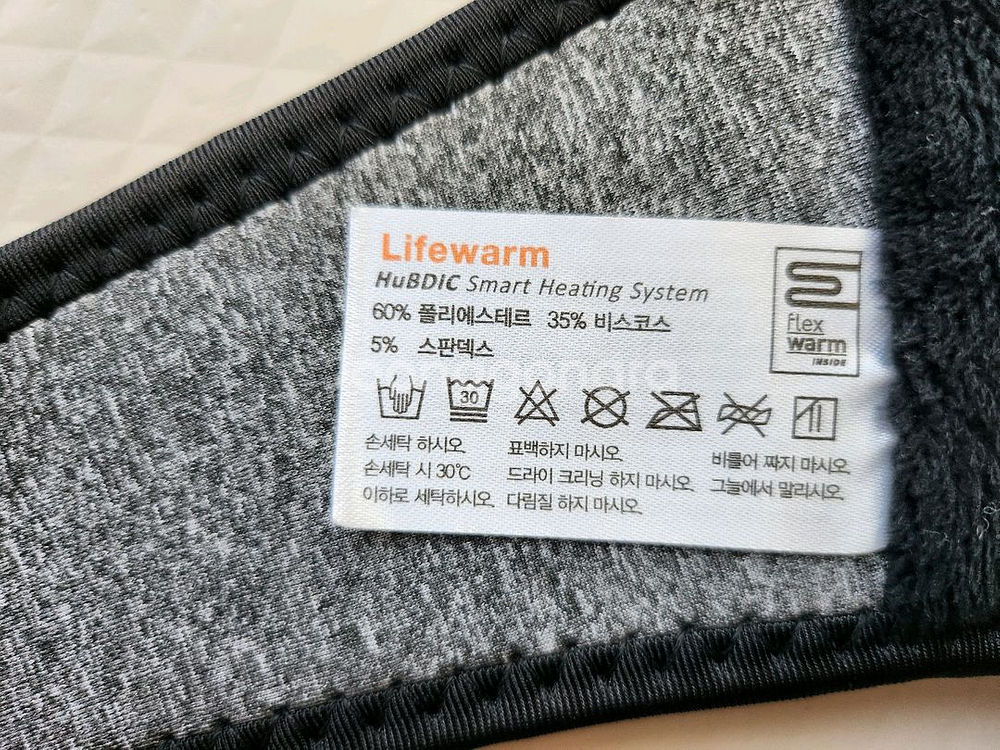 Lifewarm
HuBDIC Smart Heating System
60% 폴리에스테르 35% 비스코스
5% 스판덱스
flex
warm
INSIDE
30
손세탁 하시오.
손세탁 시 30℃
이하로 세탁하시오.
표백하지 마시오.
드라이 크리닝 하지 마시오.
다림질 하지 마시오.
비틀어 짜지 마시오.
그늘에서 말리시오.